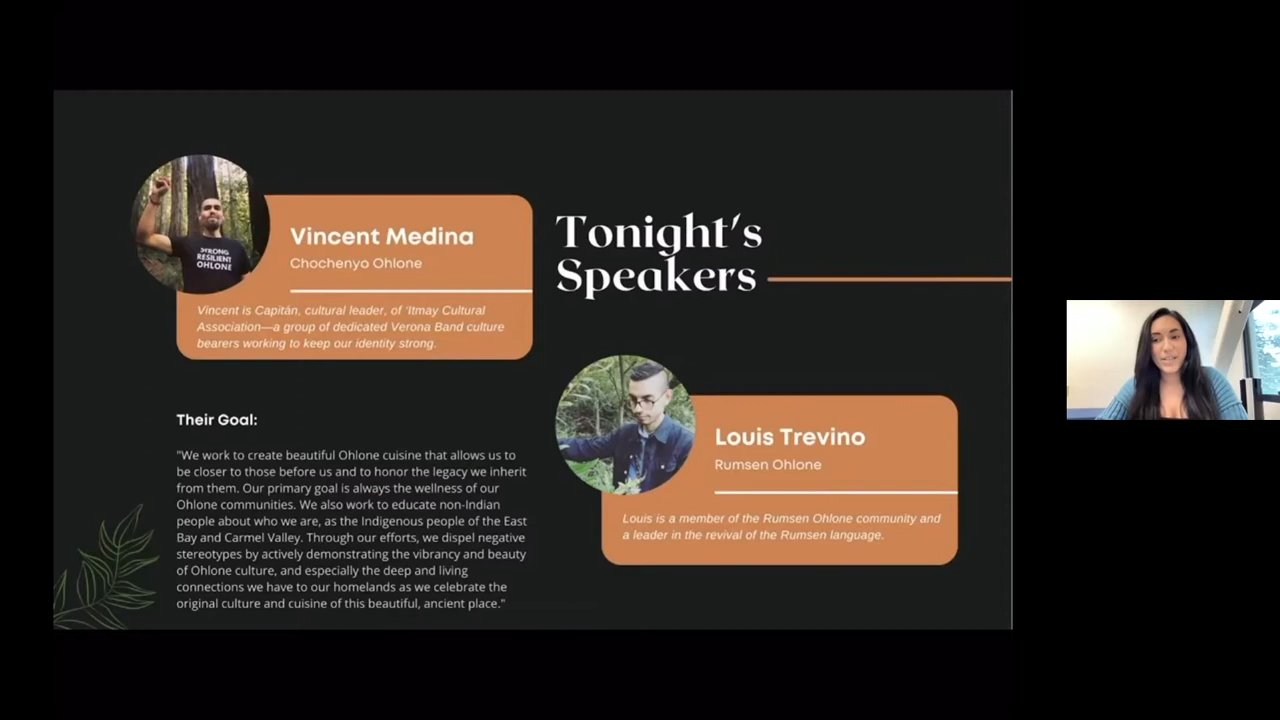 Vincent Medina
Chochenyo Ohlone
Vincent is Capitán, cultural leader, of 'Itmay Cultural
Association—a group of dedicated Verona Band culture
bearers working to keep our identity strong.
STRONG
RESILIENT
OHLONE
Tonight's
Speakers
Their Goal:
"We work to create beautiful Ohlone cuisine that allows us to
be closer to those before us and to honor the legacy we inherit
from them. Our primary goal is always the wellness of our
Ohlone communities. We also work to educate non-Indian
people about who we are, as the Indigenous people of the East
Bay and Carmel Valley. Through our efforts, we dispel negative
stereotypes by actively demonstrating the vibrancy and beauty
of Ohlone culture, and especially the deep and living
connections we have to our homelands as we celebrate the
original culture and cuisine of this beautiful, ancient place."
Louis Trevino
Rumsen Ohlone
Louis is a member of the Rumsen Ohlone community and
a leader in the revival of the Rumsen language.